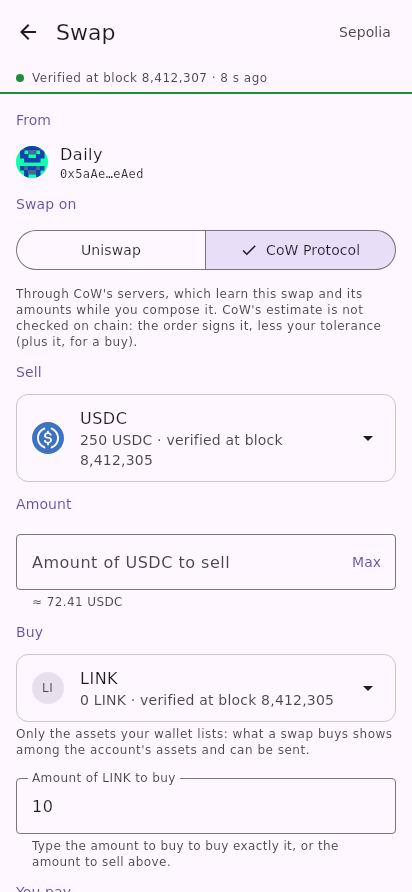 Swap
Sepolia
Verified at block 8,412,307 · 8 s ago
From
Daily
0x5aAe…eAed
Swap on
Uniswap
CoW Protocol
Through CoW's servers, which learn this swap and its
amounts while you compose it. CoW's estimate is not
checked on chain: the order signs it, less your tolerance
(plus it, for a buy).
Sell
USDC
250 USDC · verified at block
8,412,305
Amount
Amount of USDC to sell
Max
≈ 72.41 USDC
Buy
LI
LINK
0 LINK · verified at block 8,412,305
Only the assets your wallet lists: what a swap buys shows
among the account's assets and can be sent.
Amount of LINK to buy
10
Type the amount to buy to buy exactly it, or the
amount to sell above.
You pay